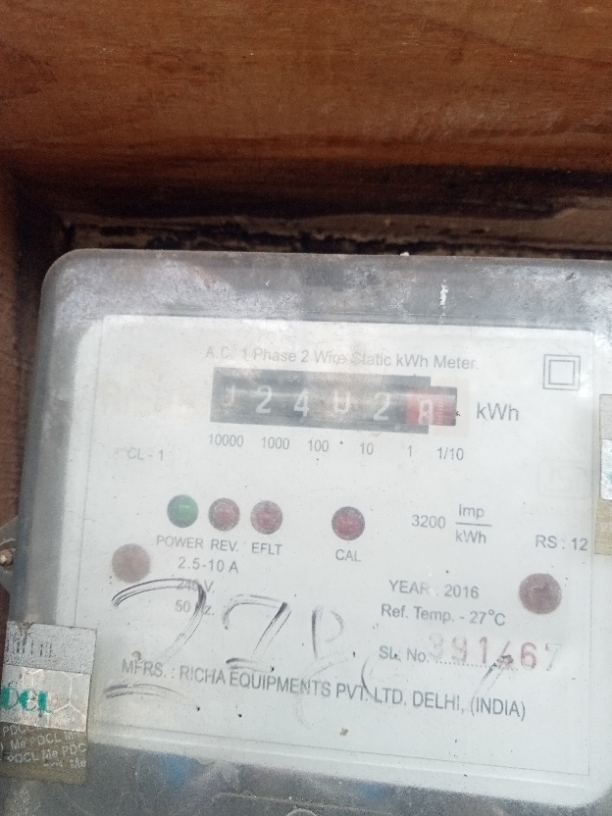 A.C. 1 Phase 2 Wire Static kWh Meter.
024028 kWh
10000 1000 100 10 1 1/10
CL - 1
3200 Imp/kWh
POWER REV. EFLT CAL
RS : 12
2.5-10 A
240 V.
50 Hz.
YEAR : 2016
Ref. Temp. - 27°C
SL. No. 391467
MFRS. : RICHA EQUIPMENTS PVT. LTD. DELHI, (INDIA)